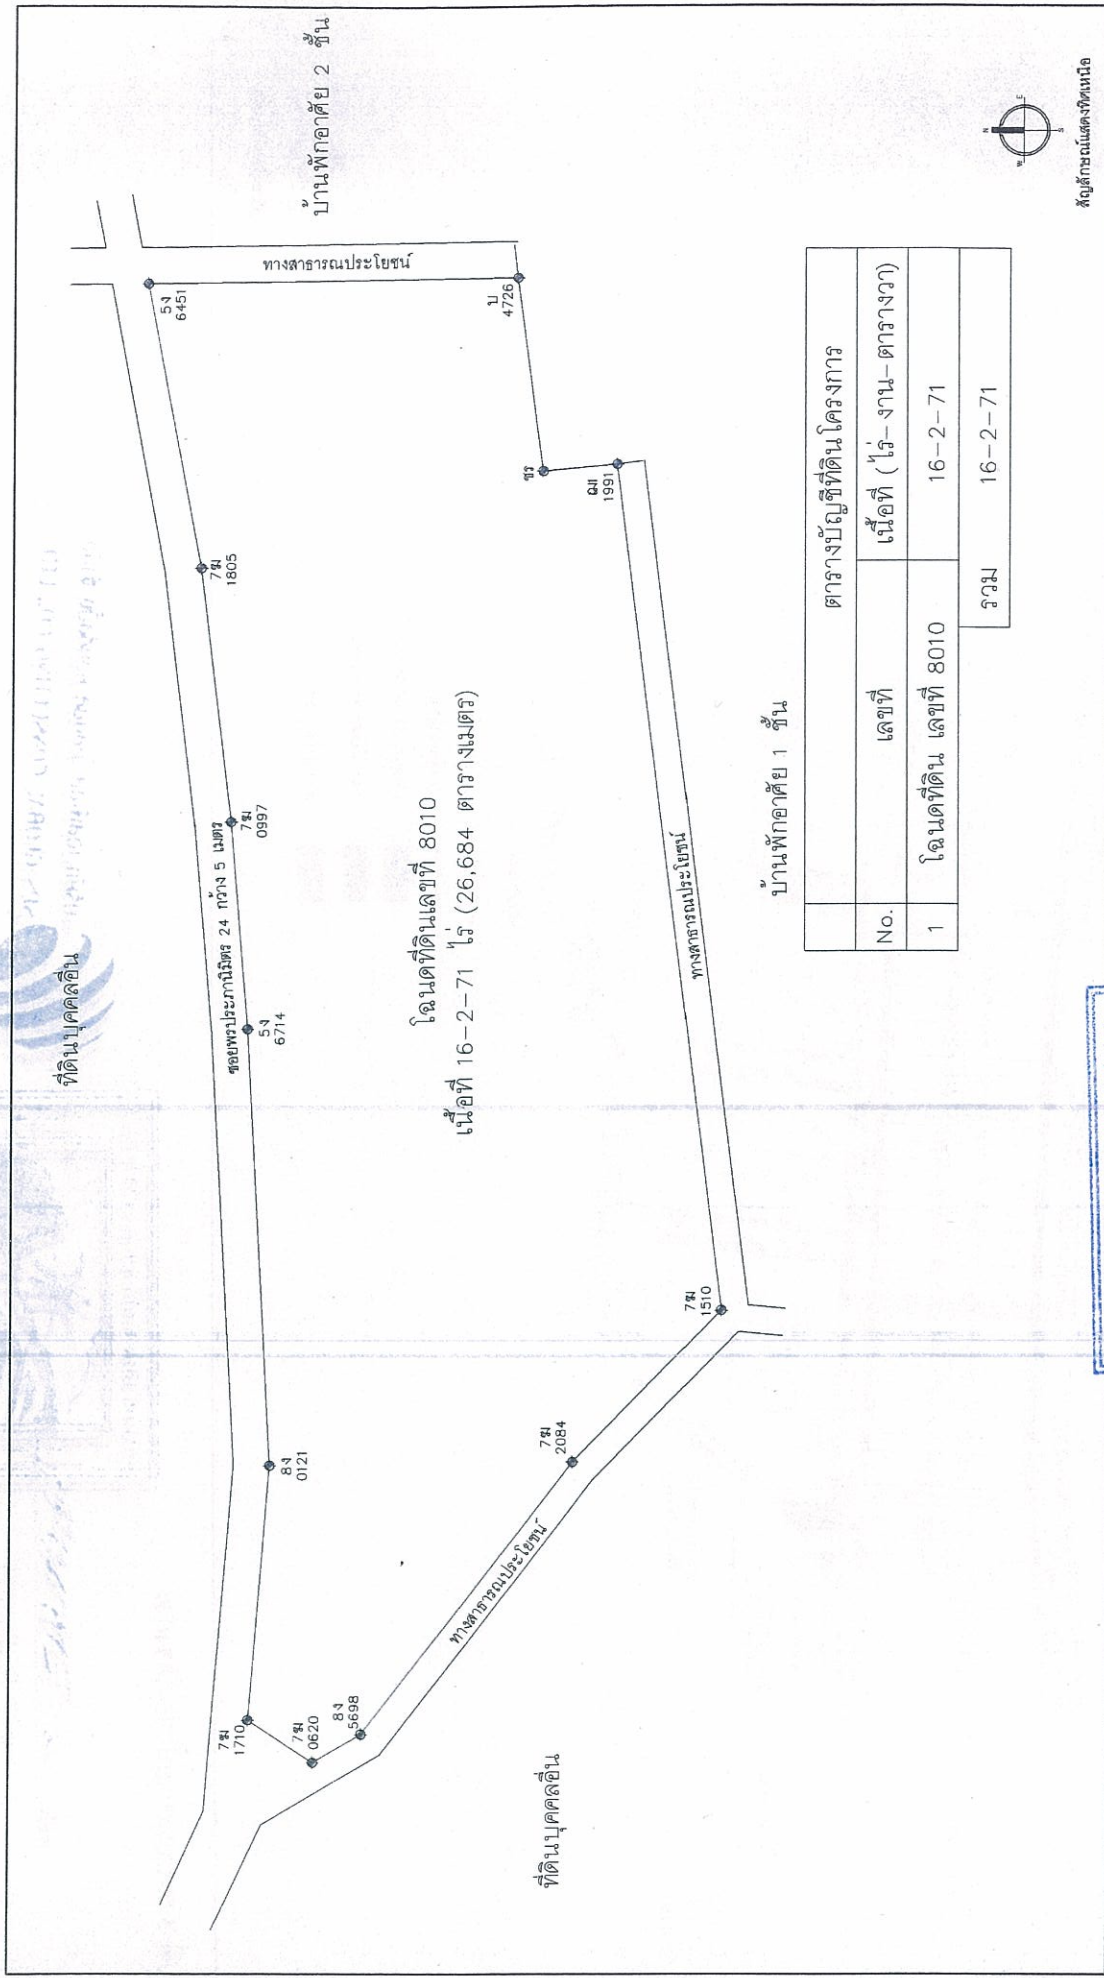 ที่ดินบุคคลอื่น
บ้านพักอาศัย 2 ชั้น
ซอยพรประภานิมิตร 24 กว้าง 5 เมตร
ทางสาธารณประโยชน์
7ฆ
1710
7ฆ
0620
8ง
5698
8ง
0121
5ง
6714
7ฆ
0997
7ฆ
1805
5ง
6451
บ
4726
ชร
ฌ
1991
7ฆ
2084
7ฆ
1510
โฉนดที่ดินเลขที่ 8010
เนื้อที่ 16-2-71 ไร่ (26,684 ตารางเมตร)
ทางสาธารณประโยชน์
ทางสาธารณประโยชน์
ที่ดินบุคคลอื่น
บ้านพักอาศัย 1 ชั้น
ตารางบัญชีที่ดินโครงการ
No. เลขที่ เนื้อที่ (ไร่-งาน-ตารางวา)
1 โฉนดที่ดิน เลขที่ 8010 16-2-71
รวม 16-2-71
N
W
E
S
สัญลักษณ์แสดงทิศเหนือ